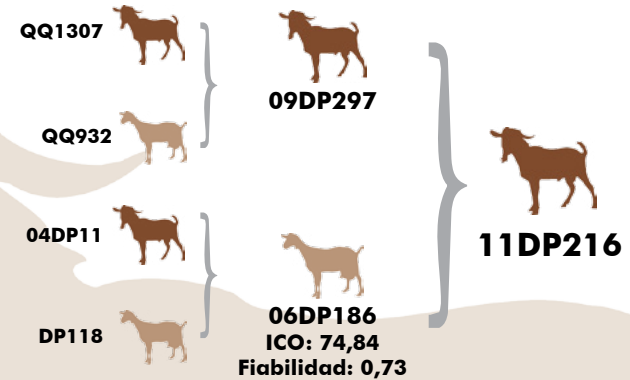 QQ1307
QQ932
09DP297
04DP11
DP118
06DP186
ICO: 74,84
Fiabilidad: 0,73
11DP216